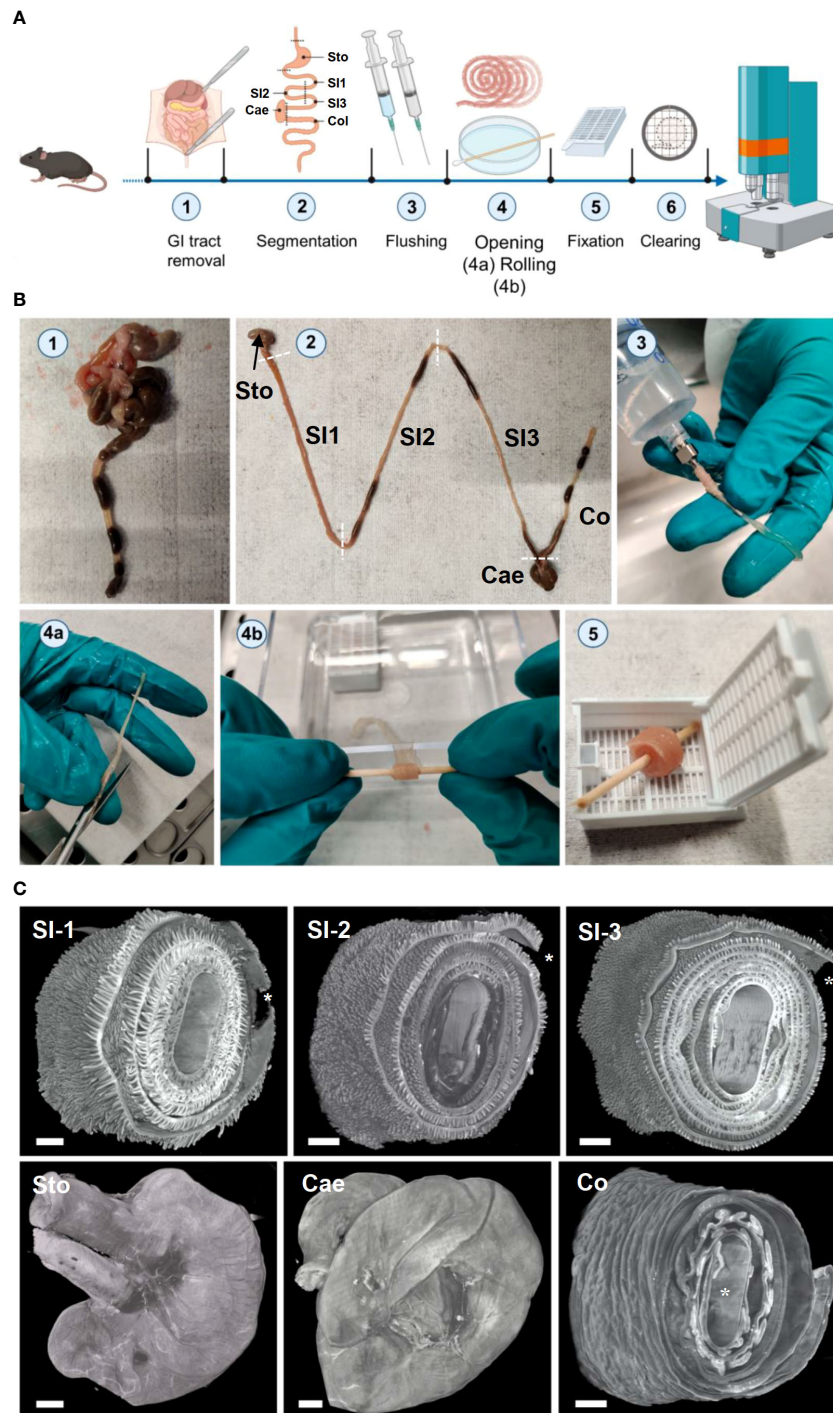 A
Sto
SI1
SI2
SI3
Cae
Col
1
2
3
4
5
6
GI tract
removal
Segmentation
Flushing
Opening
(4a) Rolling
(4b)
Fixation
Clearing
B
1
2
Sto
SI1
SI2
SI3
Co
Cae
3
4a
4b
5
C
SI-1
*
SI-2
*
SI-3
*
Sto
Cae
Co
*